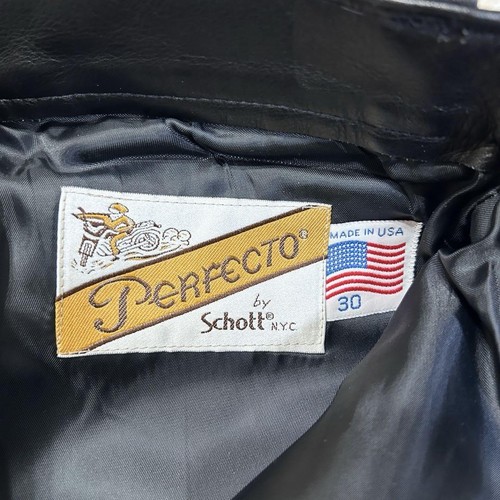 Perfecto®
by
Schott® N.Y.C.
MADE IN USA
30